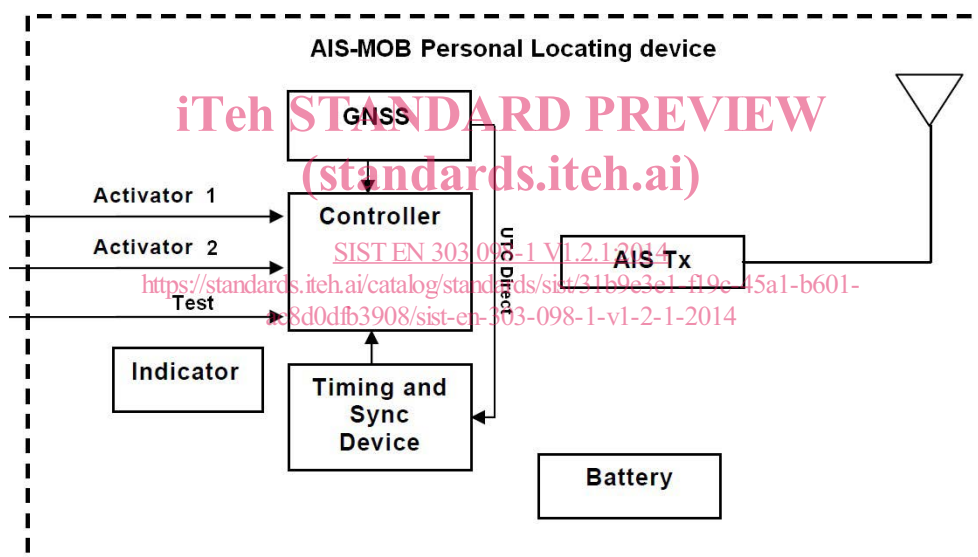 AIS-MOB Personal Locating device
iTeh STANDARD PREVIEW
GNSS
(standards.iteh.ai)
Activator 1
Controller
Activator 2
UTC Direct
SIST EN 303 098-1 V1.2.1:2014
AIS Tx
https://standards.iteh.ai/catalog/standards/sist/31b9e3e1-f19c-45a1-b601-
Test
ac8d0dfb3908/sist-en-303-098-1-v1-2-1-2014
Indicator
Timing and
Sync
Device
Battery